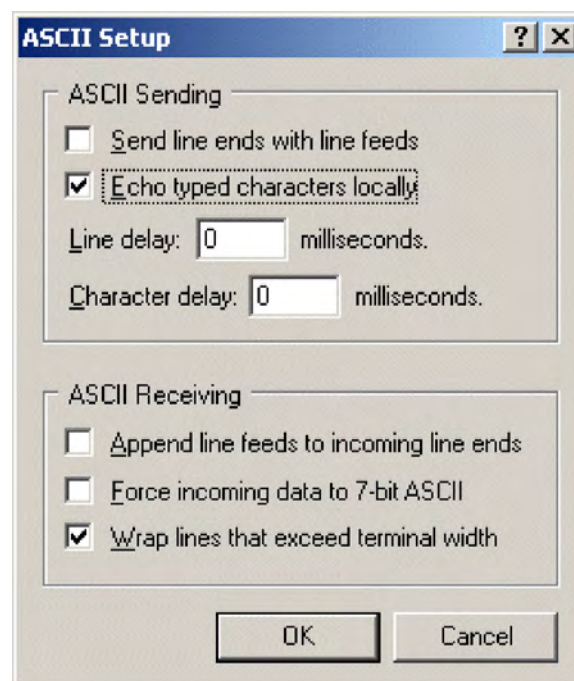 ASCII Setup
ASCII Sending
Send line ends with line feeds
Echo typed characters locally
Line delay: 0 milliseconds.
Character delay: 0 milliseconds.
ASCII Receiving
Append line feeds to incoming line ends
Force incoming data to 7-bit ASCII
Wrap lines that exceed terminal width
OK Cancel